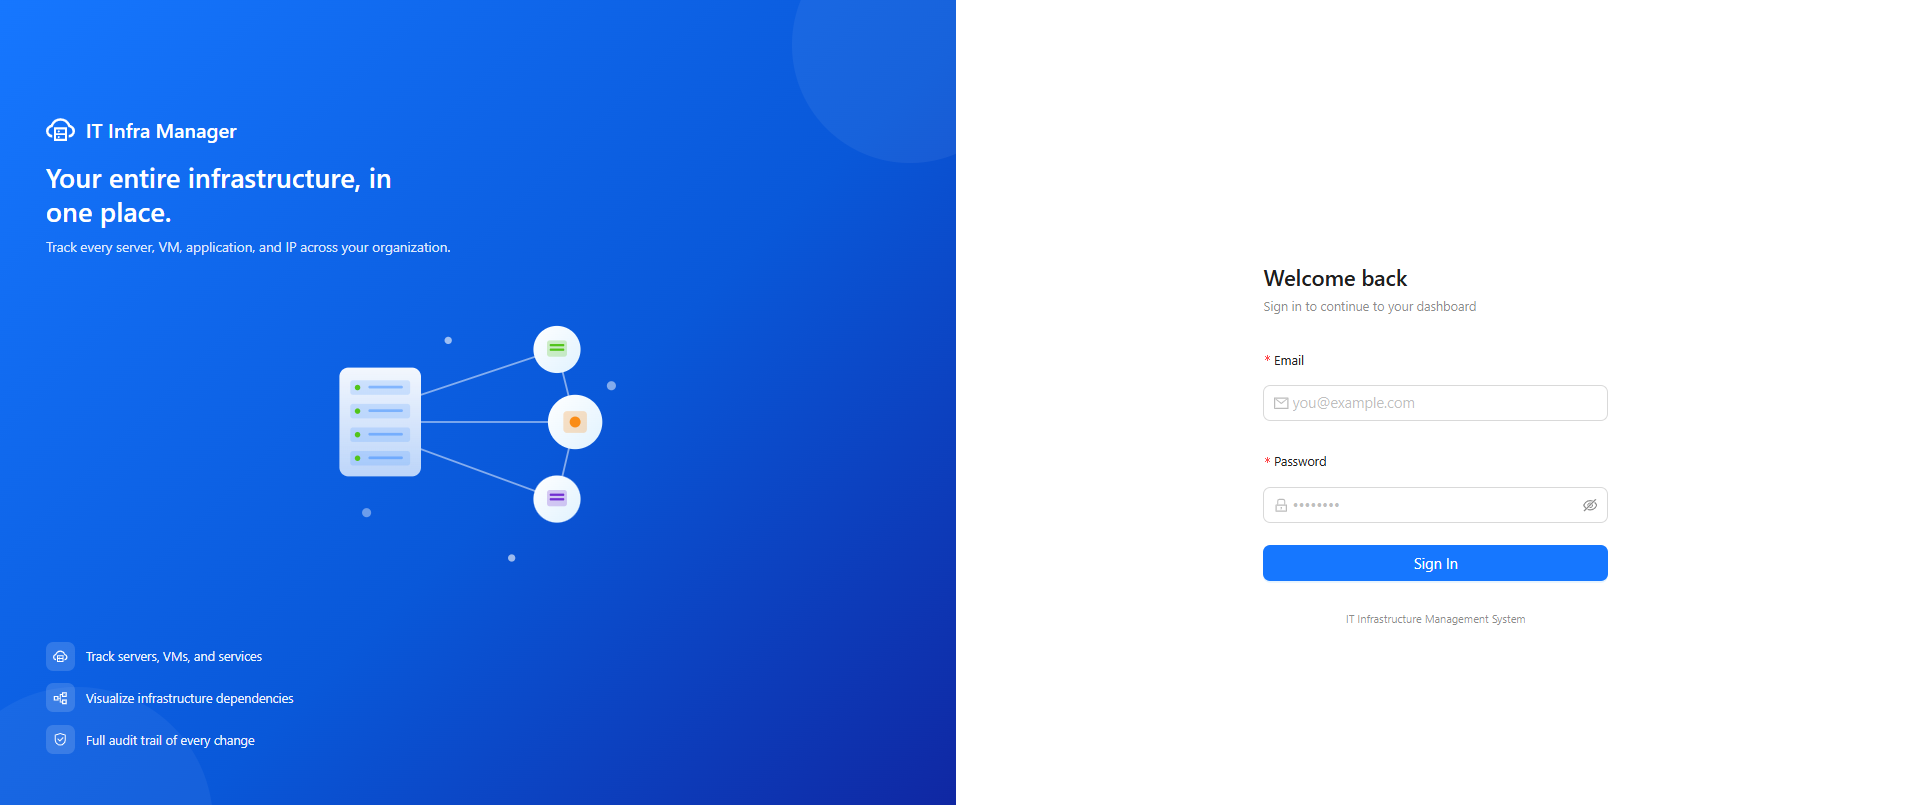 IT Infra Manager
Your entire infrastructure, in
one place.
Track every server, VM, application, and IP across your organization.
Track servers, VMs, and services
Visualize infrastructure dependencies
Full audit trail of every change
Welcome back
Sign in to continue to your dashboard
* Email
you@example.com
* Password
••••••••
Sign In
IT Infrastructure Management System